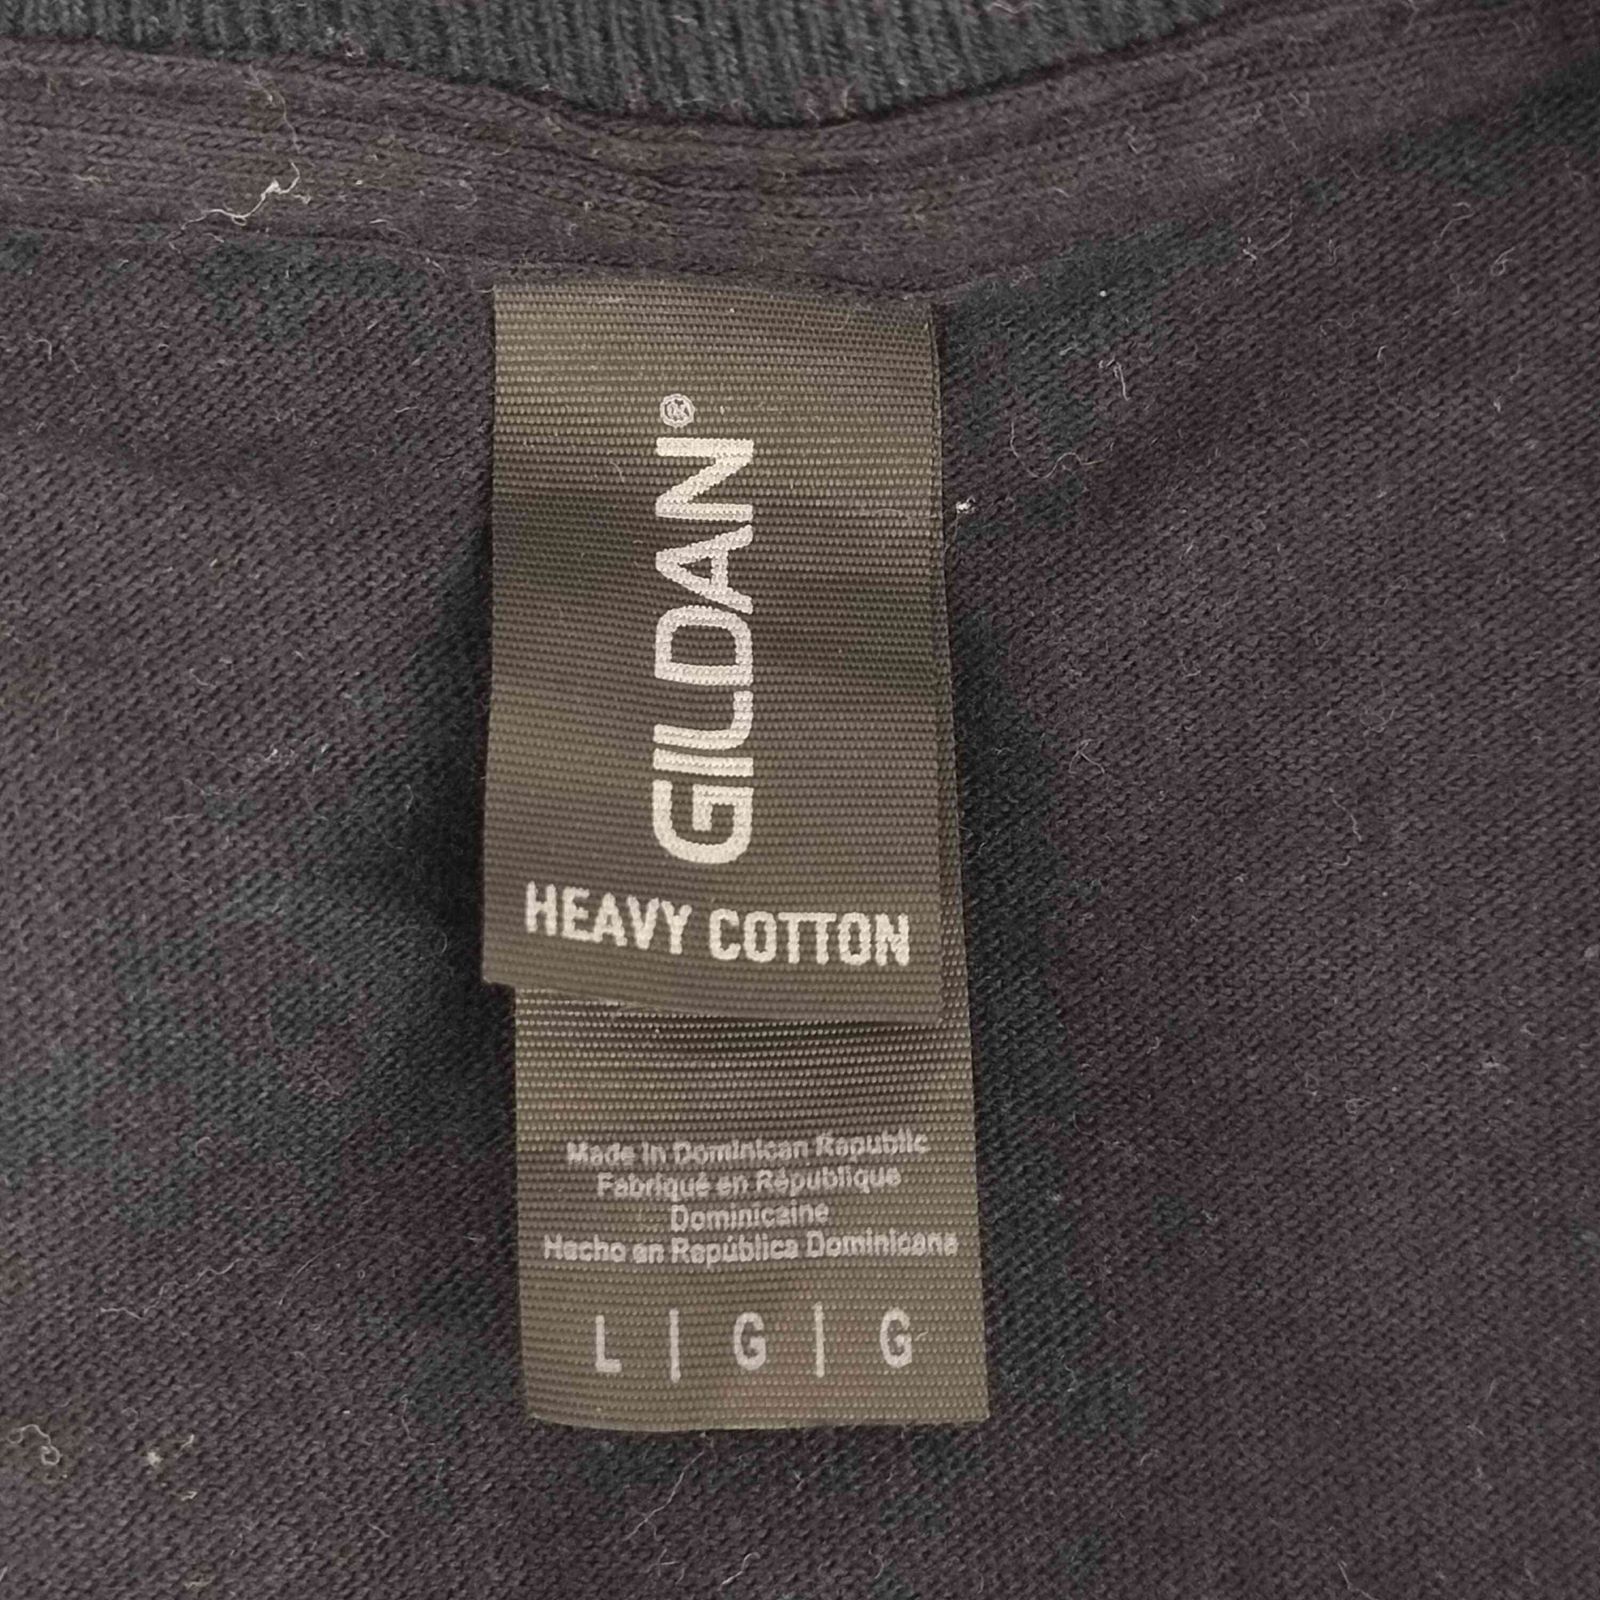 GILDAN®
HEAVY COTTON
Made in Dominican Republic
Fabriqué en République
Dominicaine
Hecho en República Dominicana
L | G | G